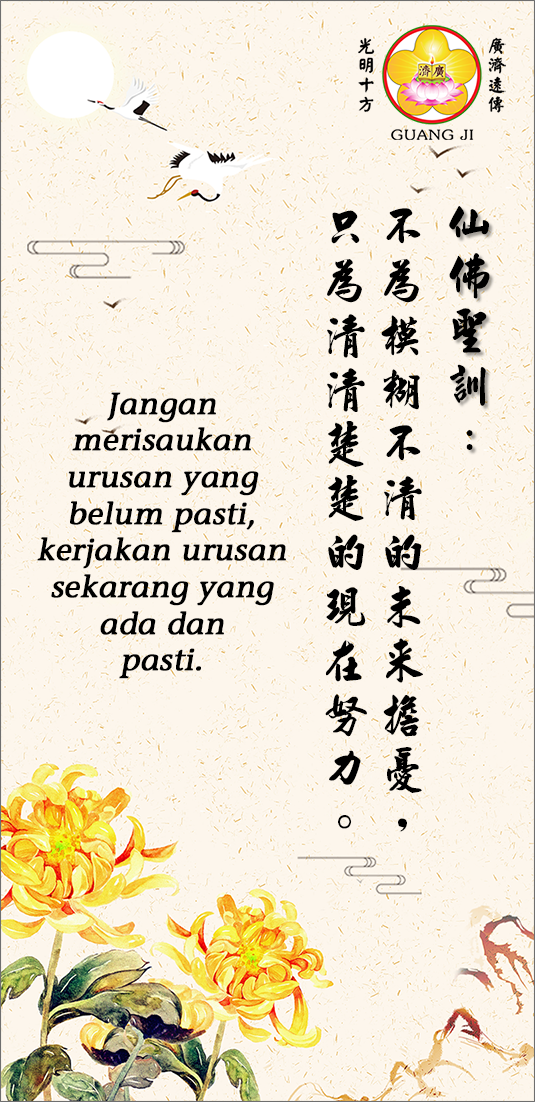 光明十方
廣濟
廣濟遠傳
GUANG JI
仙佛聖訓：
不為模糊不清的未来擔憂，
只為清清楚楚的現在努力。
Jangan
merisaukan
urusan yang
belum pasti,
kerjakan urusan
sekarang yang
ada dan
pasti.